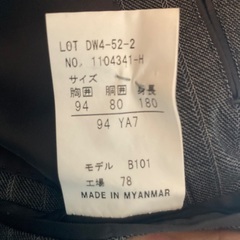 LOT DW4-52-2
NO. 1104341-H
サイズ
胸囲 胴囲 身長
94 80 180
94 YA7
モデル B101
工場 78
MADE IN MYANMAR